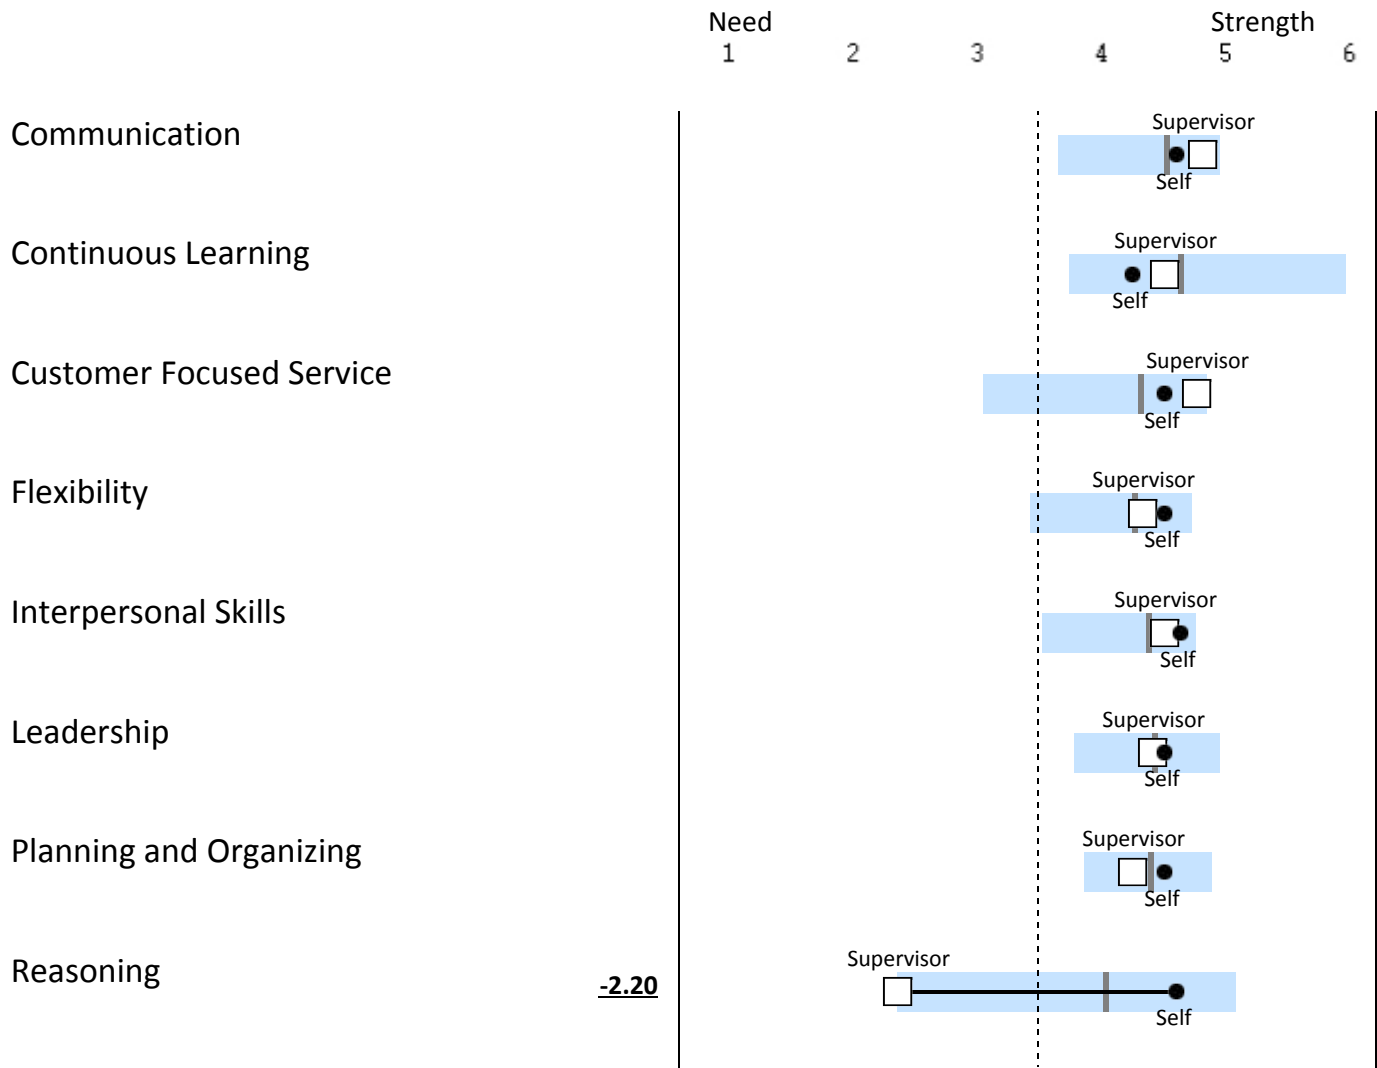 Need Strength
1 2 3 4 5 6
Supervisor
Communication
Self
Supervisor
Continuous Learning
Self
Supervisor
Customer Focused Service
Self
Supervisor
Flexibility
Self
Supervisor
Interpersonal Skills
Self
Supervisor
Leadership
Self
Supervisor
Planning and Organizing
Self
Supervisor
Reasoning
-2.20
Self